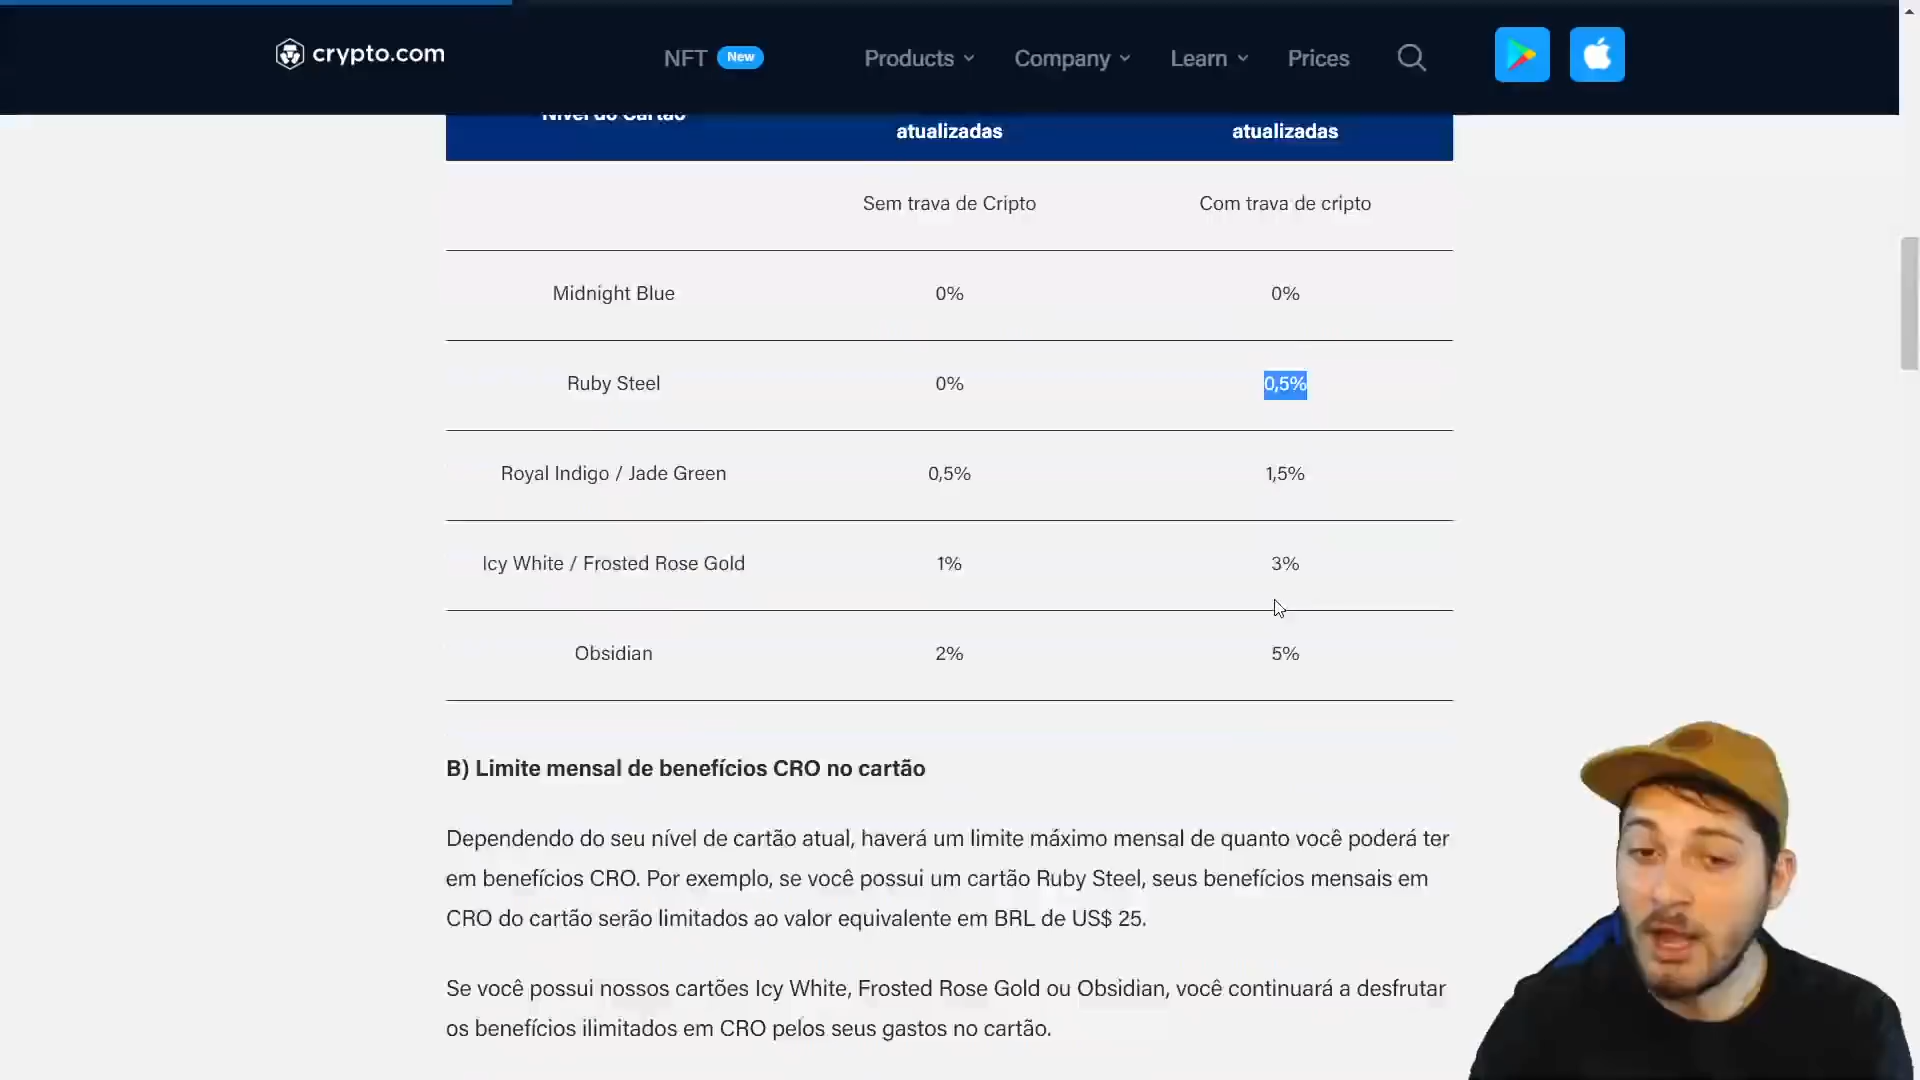 crypto.com
NFT New Products Company Learn Prices
Nível do Cartão
atualizadas atualizadas
Sem trava de Cripto Com trava de cripto
Midnight Blue 0% 0%
Ruby Steel 0% 0,5%
Royal Indigo / Jade Green 0,5% 1,5%
Icy White / Frosted Rose Gold 1% 3%
Obsidian 2% 5%
B) Limite mensal de benefícios CRO no cartão
Dependendo do seu nível de cartão atual, haverá um limite máximo mensal de quanto você poderá ter
em benefícios CRO. Por exemplo, se você possui um cartão Ruby Steel, seus benefícios mensais em
CRO do cartão serão limitados ao valor equivalente em BRL de US$ 25.
Se você possui nossos cartões Icy White, Frosted Rose Gold ou Obsidian, você continuará a desfrutar
os benefícios ilimitados em CRO pelos seus gastos no cartão.